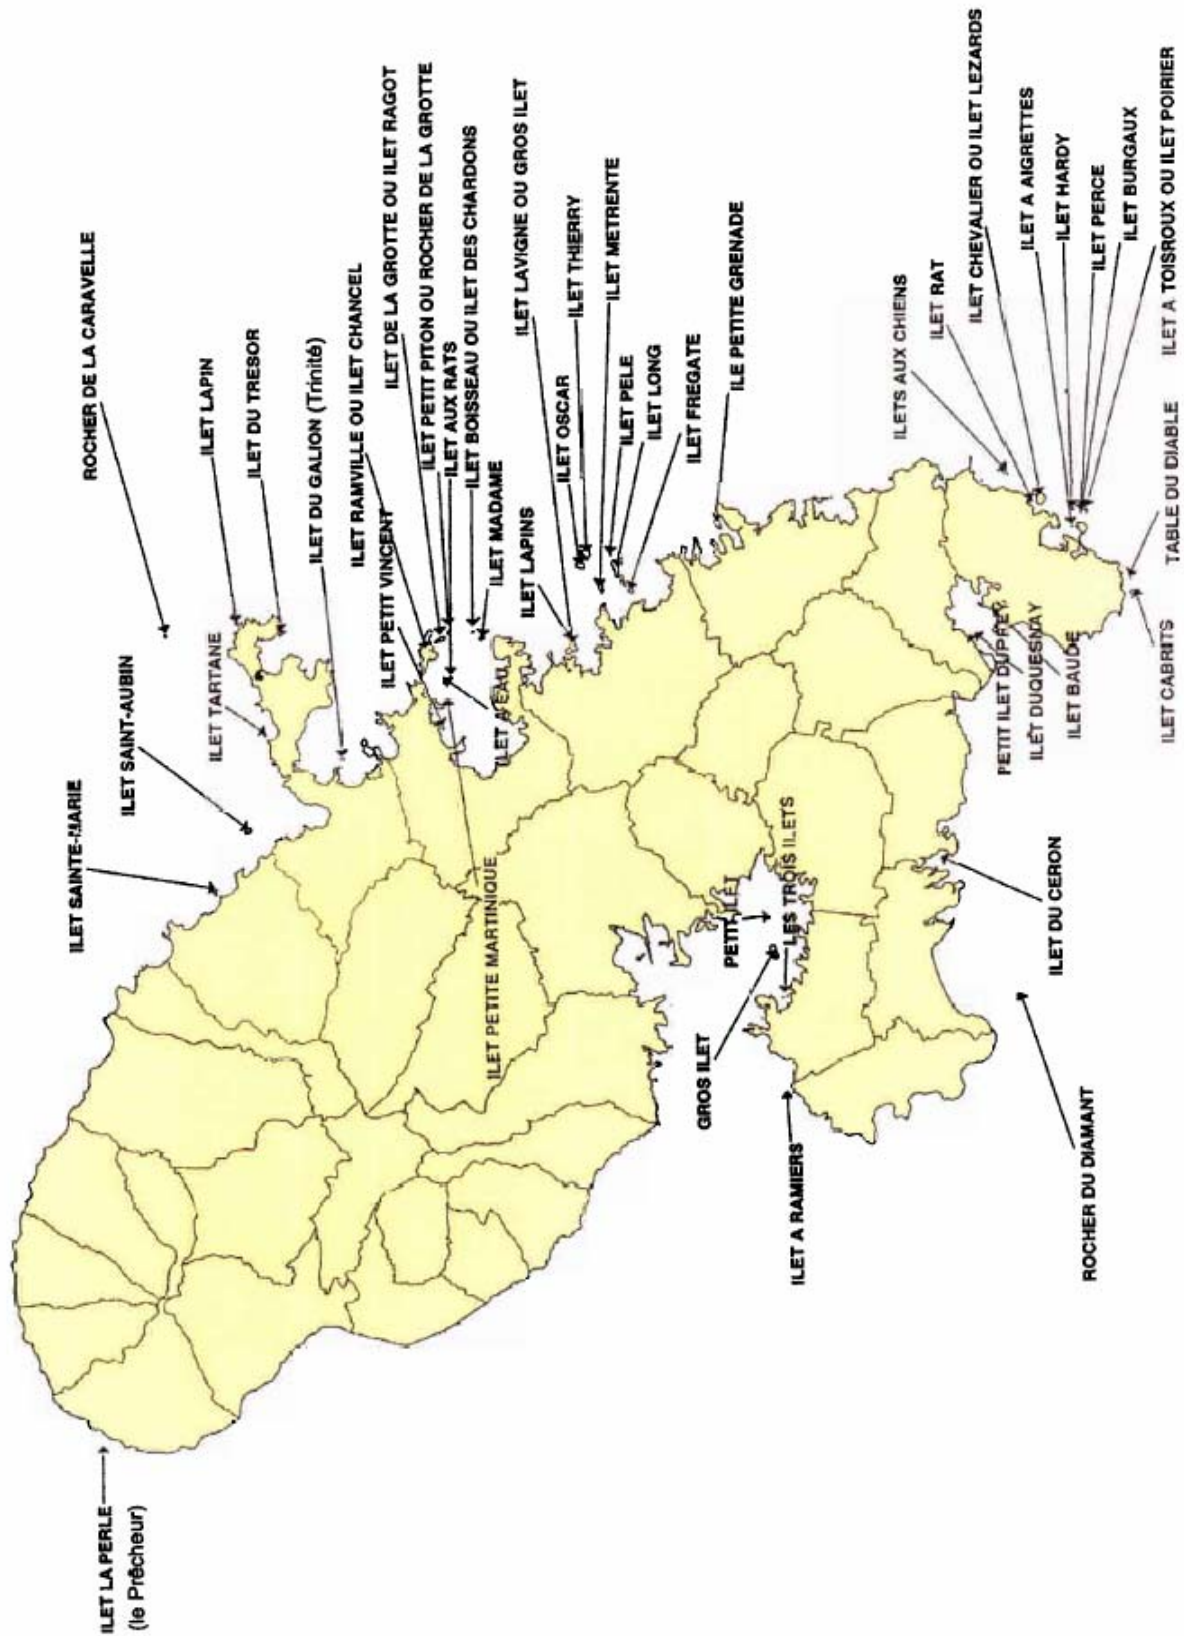 ILET LA PERLE
(le Prêcheur)
ILET SAINTE-MARIE
ILET SAINT-AUBIN
ROCHER DE LA CARAVELLE
ILET TARTANE
ILET LAPIN
ILET DU TRESOR
ILET DU GALION (Trinité)
ILET RAMVILLE OU ILET CHANCEL
ILET PETIT VINCENT
ILET DE LA GROTTE OU ILET RAGOT
ILET PETIT PITON OU ROCHER DE LA GROTTE
ILET AUX RATS
ILET BOISSEAU OU ILET DES CHARDONS
ILET MADAME
ILET A EAU
ILET PETITE MARTINIQUE
ILET LAPINS
ILET LAVIGNE OU GROS ILET
ILET OSCAR
ILET THIERRY
ILET METRENTE
ILET PELE
ILET LONG
ILET FREGATE
ILE PETITE GRENADE
PETIT ILET
LES TROIS ILETS
GROS ILET
ILET A RAMIERS
ILETS AUX CHIENS
ILET RAT
ILET CHEVALIER OU ILET LEZARDS
ILET A AIGRETTES
ILET HARDY
ILET PERCE
ILET BURGAUX
ILET A TOISROUX OU ILET POIRIER
TABLE DU DIABLE
ILET CABRITS
PETIT ILET DUPREY
ILET DUQUESNAY
ILET BAUDE
ILET DU CERON
ROCHER DU DIAMANT